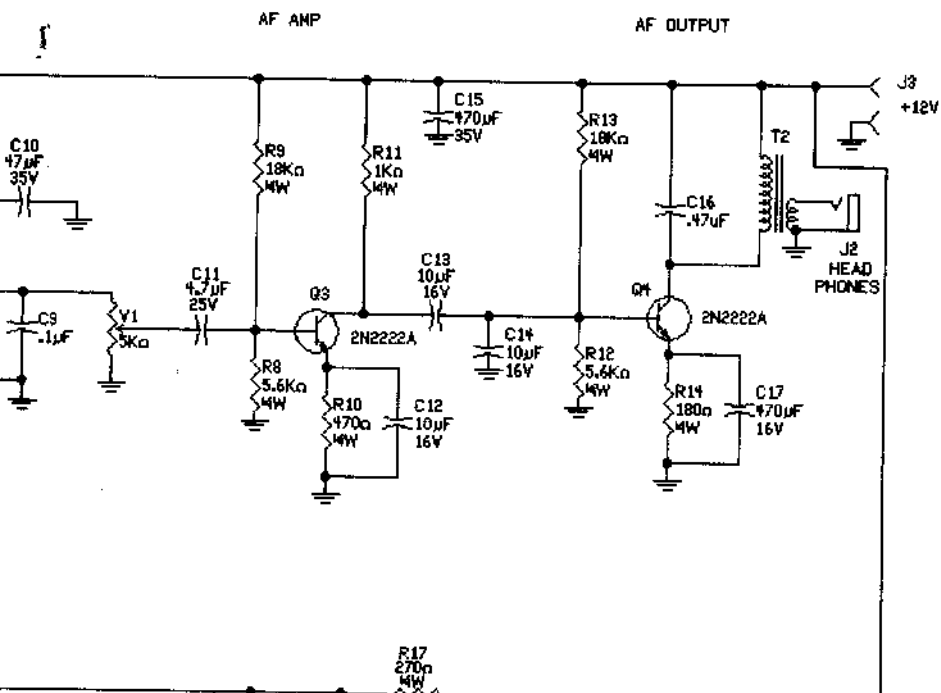 AF AMP
AF OUTPUT
J3
+12V
C10
47µF
35V
C15
470µF
35V
R9
18KΩ
¼W
R11
1KΩ
¼W
R13
18KΩ
¼W
T2
C16
.47uF
J2
HEAD
PHONES
C9
.1µF
V1
5KΩ
C11
4.7µF
25V
Q3
2N2222A
C13
10µF
16V
C14
10µF
16V
Q4
2N2222A
R8
5.6KΩ
¼W
R10
470Ω
¼W
C12
10µF
16V
R12
5.6KΩ
¼W
R14
180Ω
¼W
C17
470µF
16V
R17
270Ω
¼W